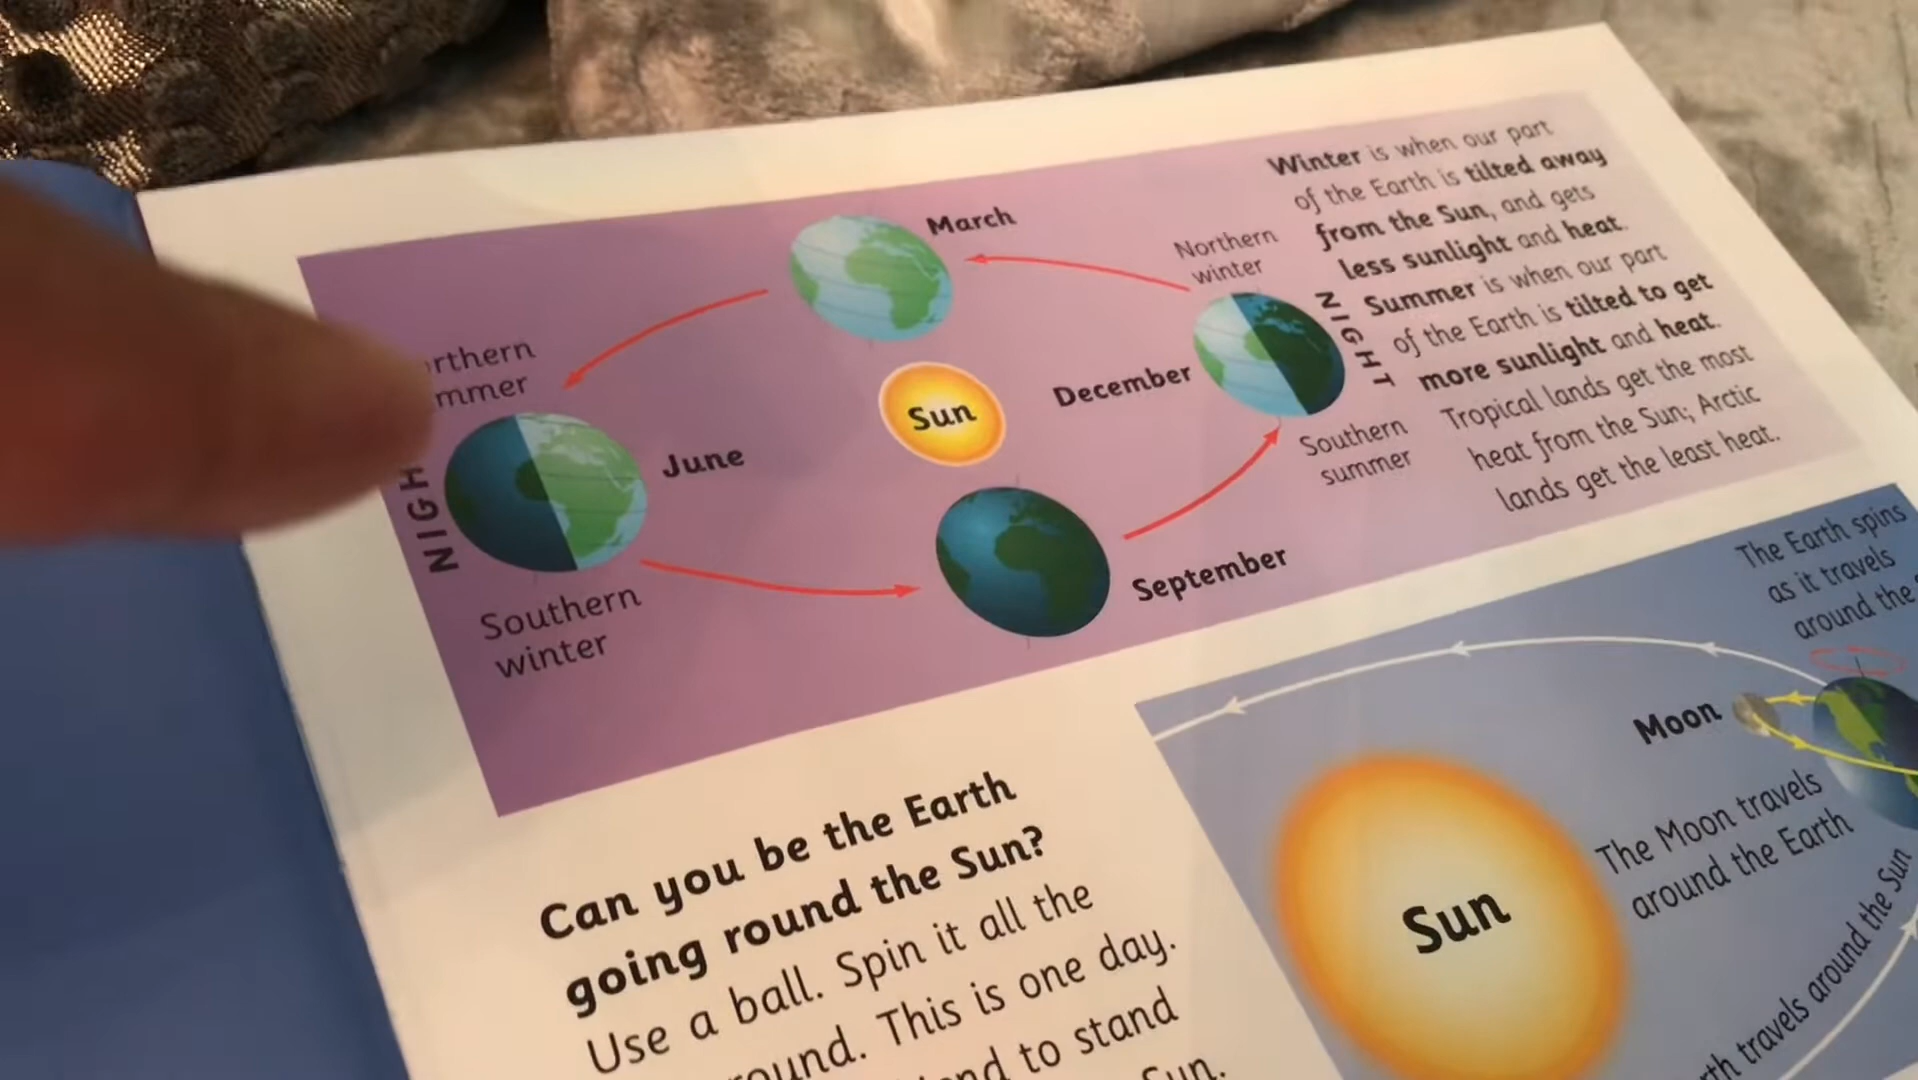 March
Northern
winter
rthern
mmer
June
Sun
December
NIGHT
NIGH
Southern
summer
September
Southern
winter
Winter is when our part
of the Earth is tilted away
from the Sun, and gets
less sunlight and heat.
Summer is when our part
of the Earth is tilted to get
more sunlight and heat.
Tropical lands get the most
heat from the Sun; Arctic
lands get the least heat.
Can you be the Earth
going round the Sun?
Use a ball. Spin it all the
round. This is one day.
to stand
Sun.
The Earth spins
as it travels
around the
Moon
The Moon travels
around the Earth
Sun
travels around the Sun